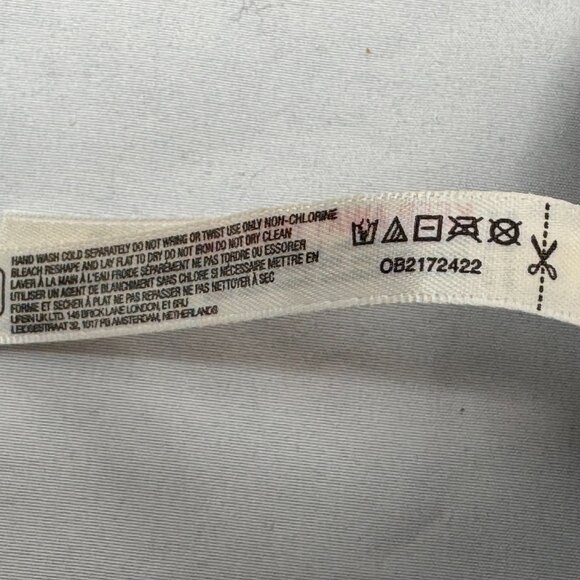 HAND WASH COLD SEPARATELY DO NOT WRING OR TWIST USE ONLY NON-CHLORINE
BLEACH RESHAPE AND LAY FLAT TO DRY DO NOT IRON DO NOT DRY CLEAN
LAVER À LA MAIN À L'EAU FROIDE SÉPARÉMENT NE PAS TORDRE OU ESSORER
UTILISER UN AGENT DE BLANCHIMENT SANS CHLORE SI NÉCESSAIRE METTRE EN
FORME ET SÉCHER À PLAT NE PAS REPASSER NE PAS NETTOYER À SEC
URBN UK LTD. 146 BRICK LANE LONDON E1 6RU
LEIDSESTRAAT 32, 1017 PB AMSTERDAM, NETHERLANDS
OB2172422